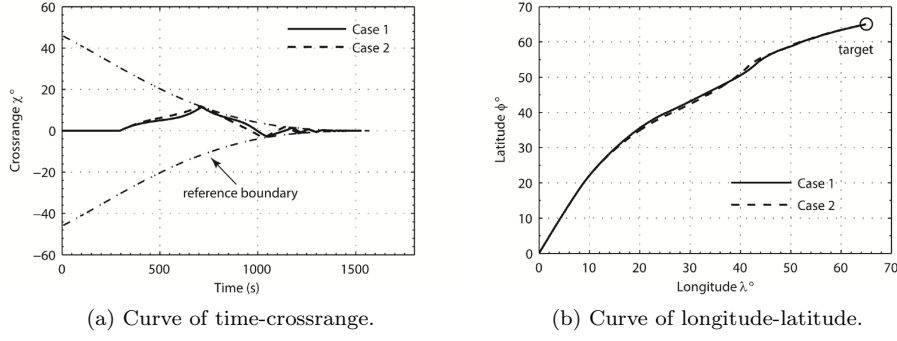 60
40
20
0
−20
−40
−60
Crossrange χ°
Case 1
Case 2
reference boundary
0 500 1000 1500
Time (s)
(a) Curve of time-crossrange.
70
60
50
40
30
20
10
0
Latitude ϕ°
target
Case 1
Case 2
0 10 20 30 40 50 60 70
Longitude λ°
(b) Curve of longitude-latitude.